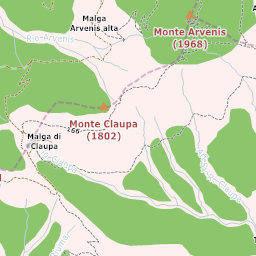 Malga
Arvenis alta
Monte Arvenis
(1968)
Rio Arvenis
Monte Claupa
(1802)
166
Malga di
Claupa